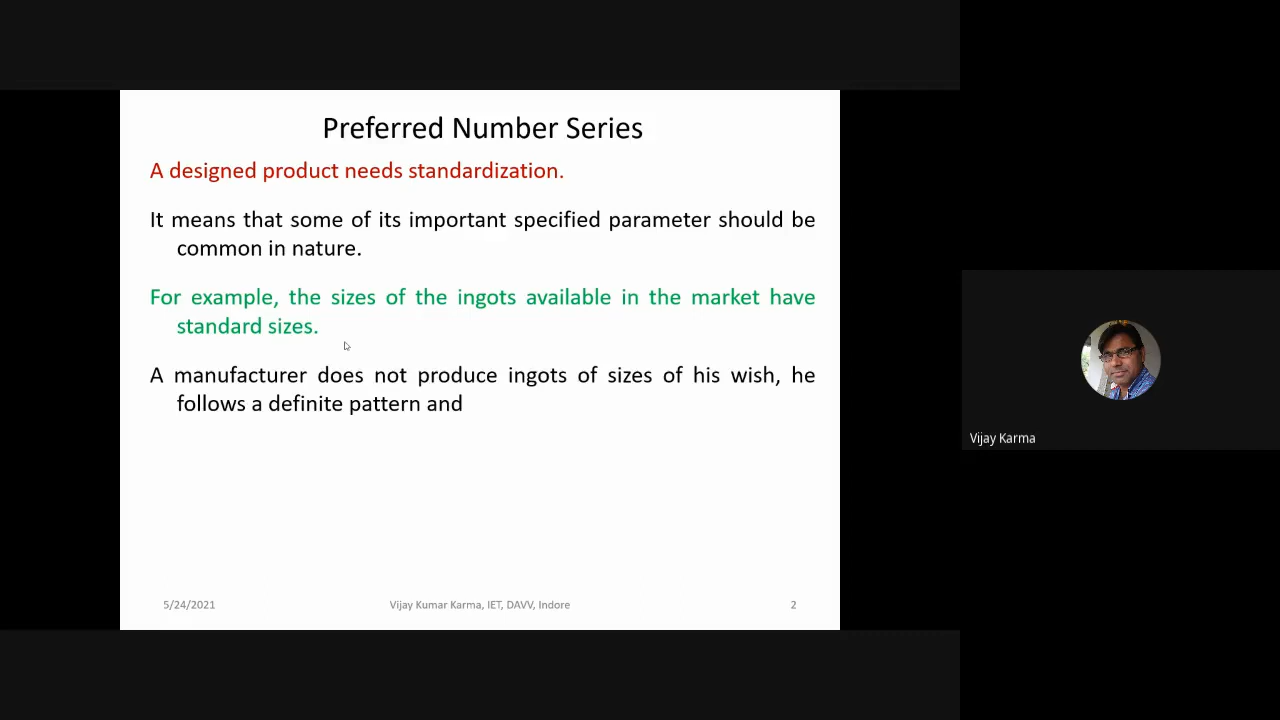 Preferred Number Series
A designed product needs standardization.
It means that some of its important specified parameter should be
common in nature.
For example, the sizes of the ingots available in the market have
standard sizes.
A manufacturer does not produce ingots of sizes of his wish, he
follows a definite pattern and
5/24/2021
Vijay Kumar Karma, IET, DAVV, Indore
2
Vijay Karma